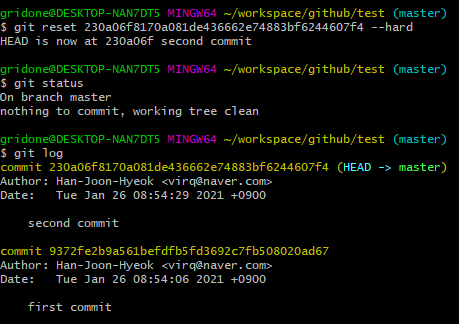 gridone@DESKTOP-NAN7DT5 MINGW64 ~/workspace/github/test (master)
$ git reset 230a06f8170a081de436662e74883bf6244607f4 --hard
HEAD is now at 230a06f second commit
gridone@DESKTOP-NAN7DT5 MINGW64 ~/workspace/github/test (master)
$ git status
On branch master
nothing to commit, working tree clean
gridone@DESKTOP-NAN7DT5 MINGW64 ~/workspace/github/test (master)
$ git log
commit 230a06f8170a081de436662e74883bf6244607f4 (HEAD -> master)
Author: Han-Joon-Hyeok <virq@naver.com>
Date:   Tue Jan 26 08:54:29 2021 +0900
    second commit
commit 9372fe2b9a561befdfb5fd3692c7fb508020ad67
Author: Han-Joon-Hyeok <virq@naver.com>
Date:   Tue Jan 26 08:54:06 2021 +0900
    first commit